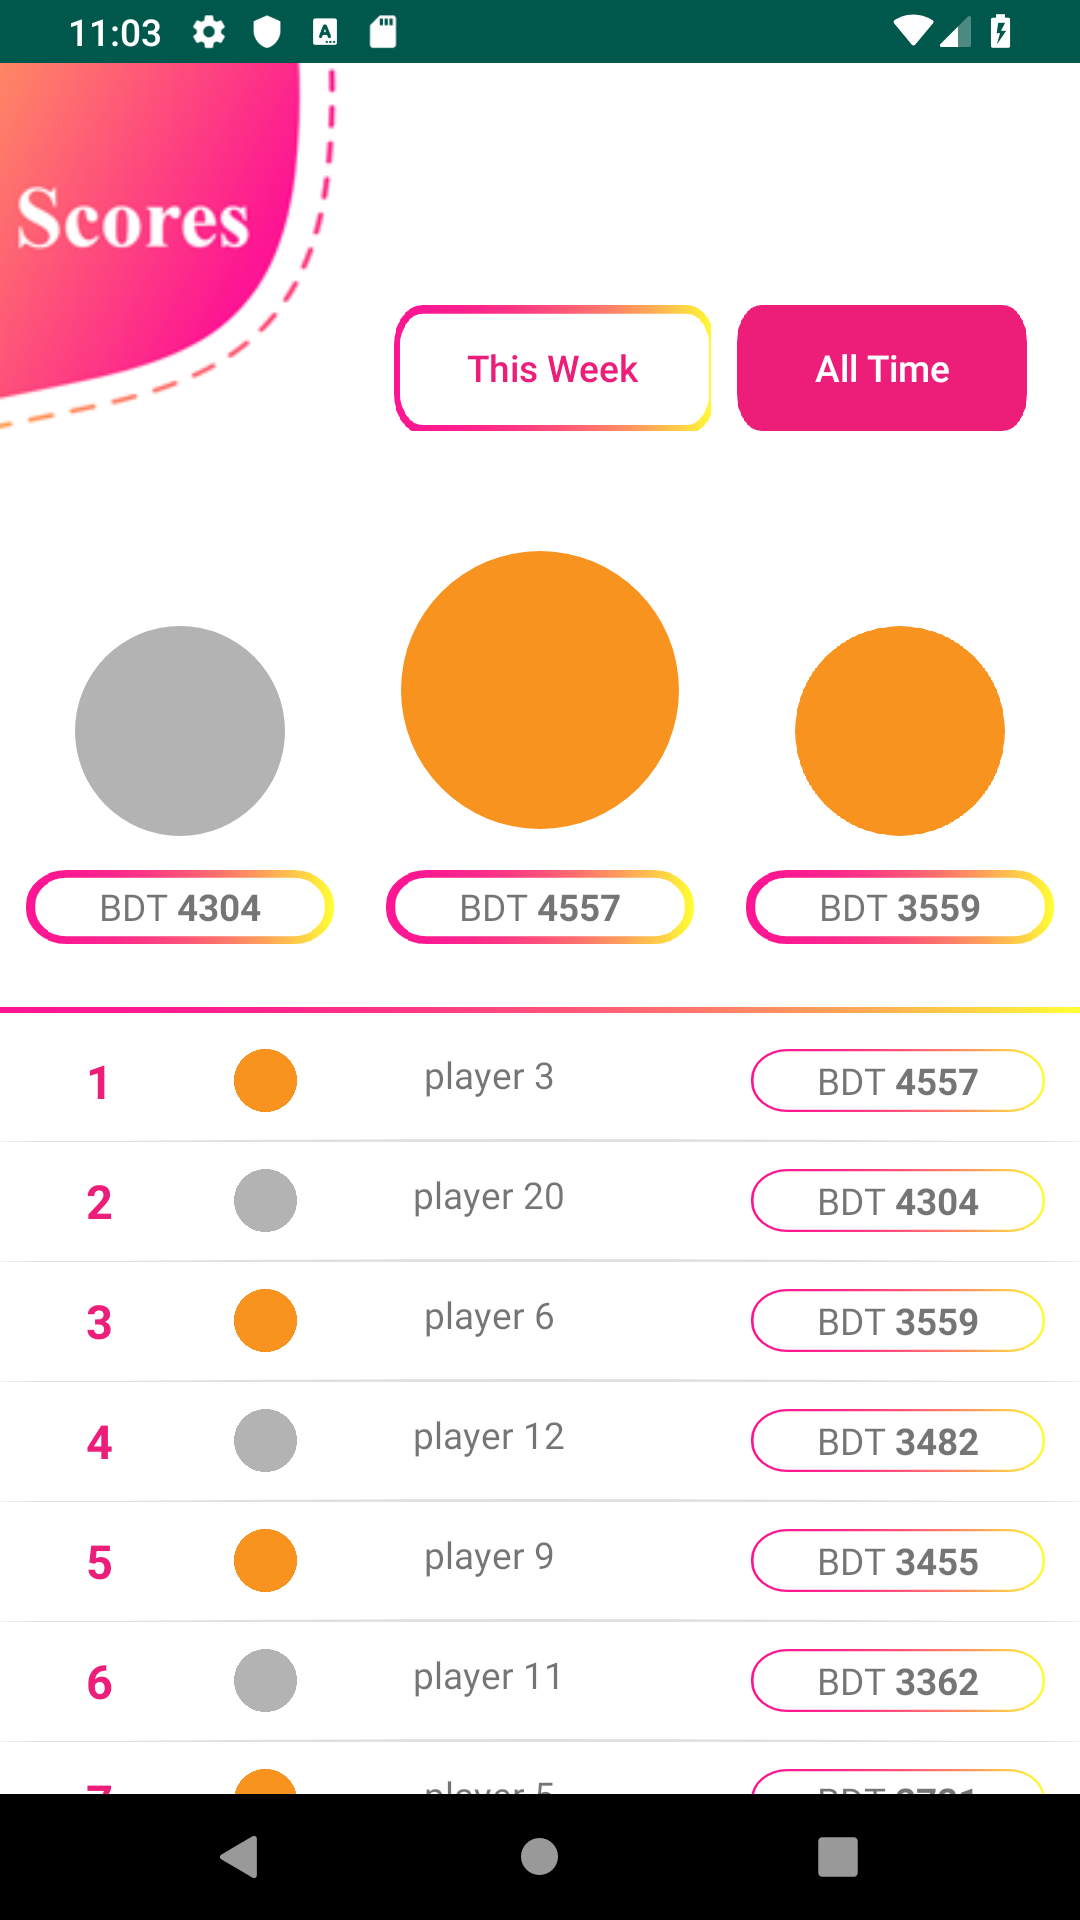 11:03
Scores
This Week
All Time
BDT 4304
BDT 4557
BDT 3559
1 player 3 BDT 4557
2 player 20 BDT 4304
3 player 6 BDT 3559
4 player 12 BDT 3482
5 player 9 BDT 3455
6 player 11 BDT 3362
7 player 5 BDT